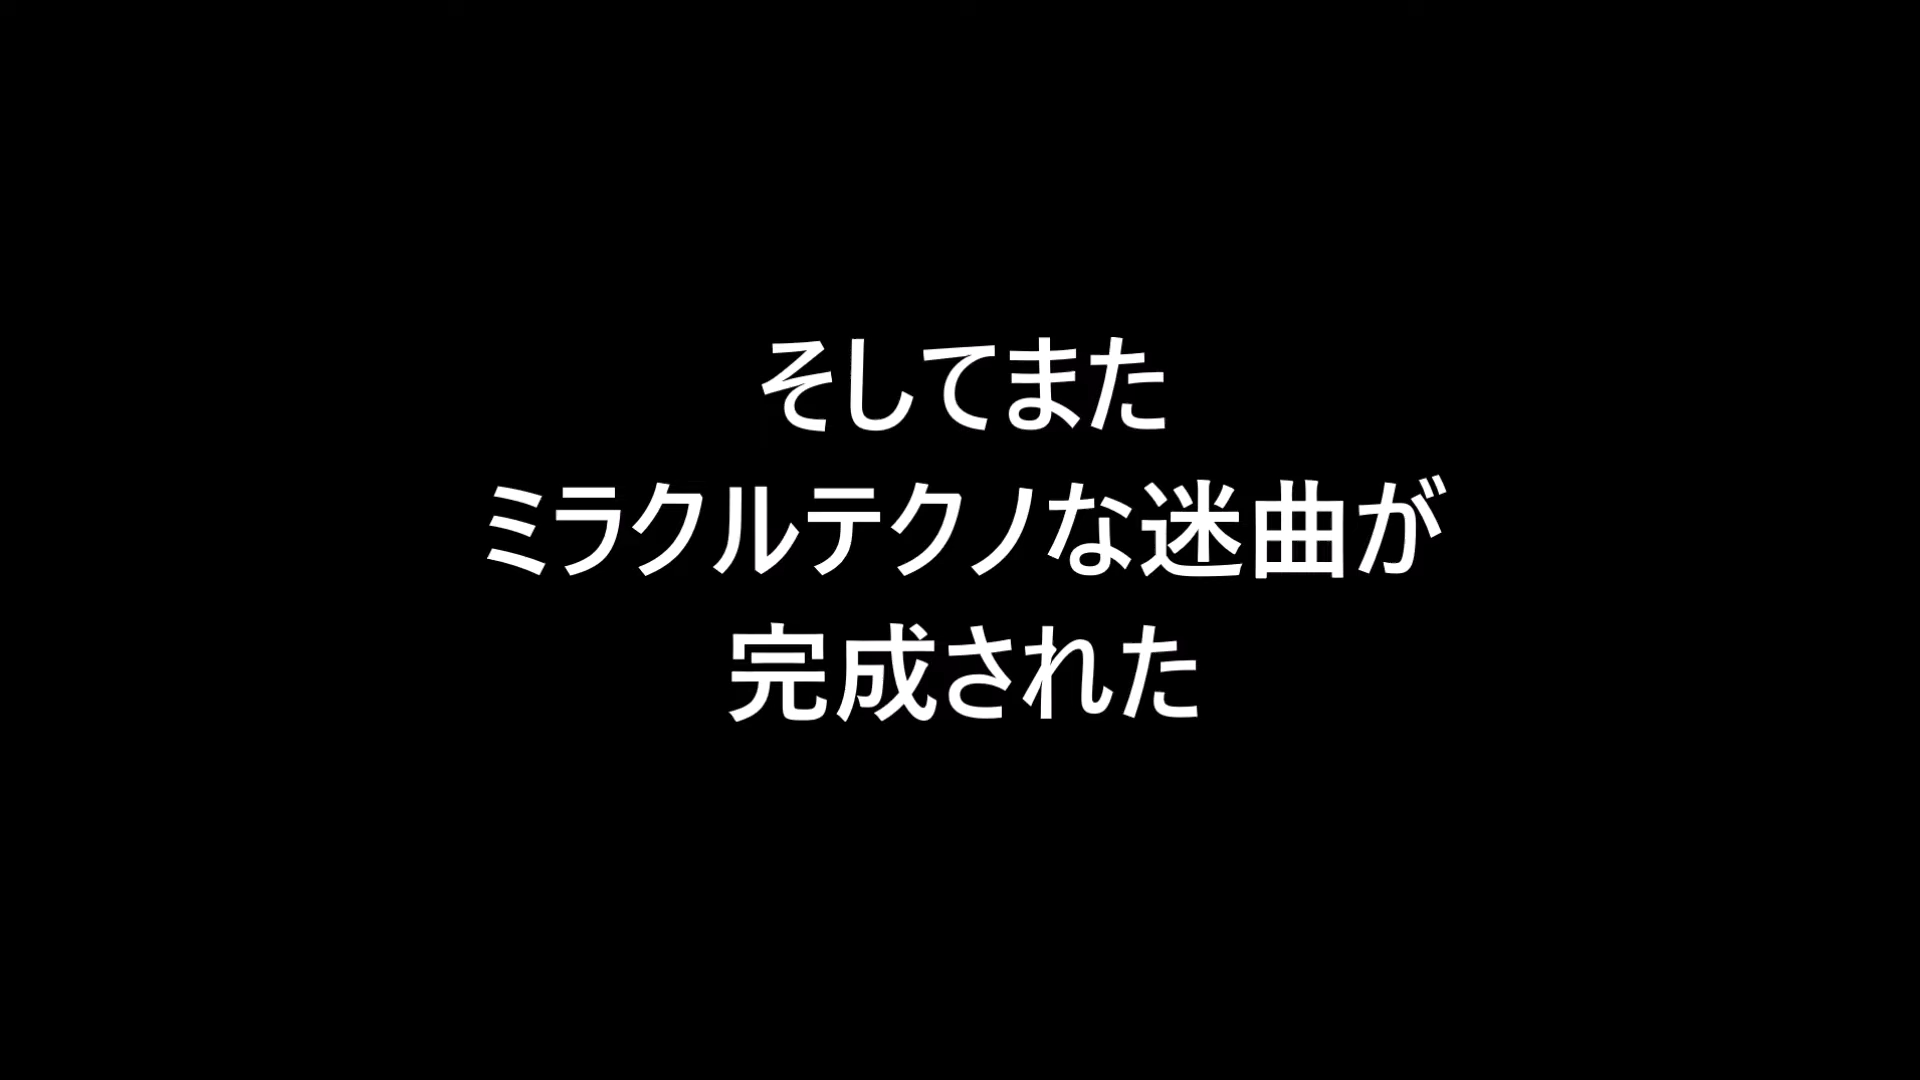 そしてまた
ミラクルテクノな迷曲が
完成された